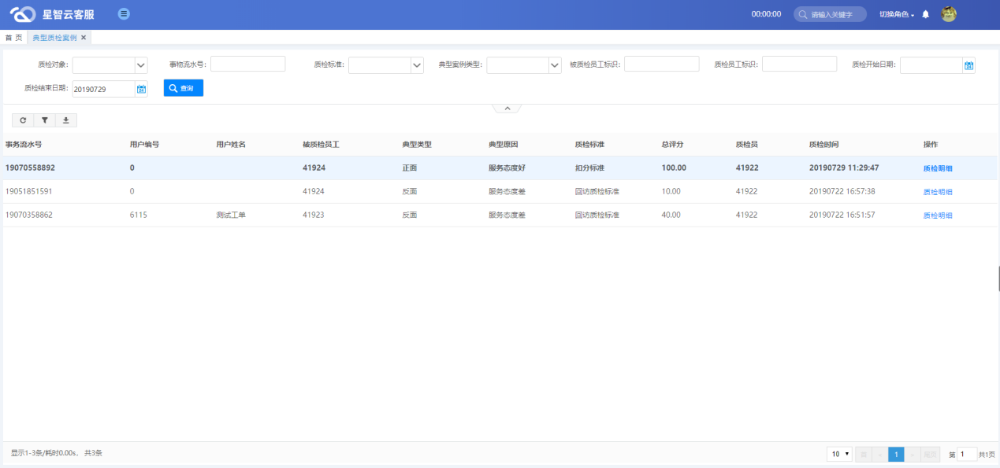 星智云客服
00:00:00
请输入关键字
切换角色
首 页
典型质检案例
质检对象:
事物流水号:
质检标准:
典型案例类型:
被质检员工标识:
质检员工标识:
质检开始日期:
质检结束日期:
20190729
查询
事务流水号 用户编号 用户姓名 被质检员工 典型类型 典型原因 质检标准 总评分 质检员 质检时间 操作
19070558892 0 41924 正面 服务态度好 扣分标准 100.00 41922 20190729 11:29:47 质检明细
19051851591 0 41924 反面 服务态度差 回访质检标准 10.00 41922 20190722 16:57:38 质检明细
19070358862 6115 测试工单 41923 反面 服务态度差 回访质检标准 40.00 41922 20190722 16:51:57 质检明细
显示1-3条/耗时0.00s， 共3条
10
1
第 1 共1页